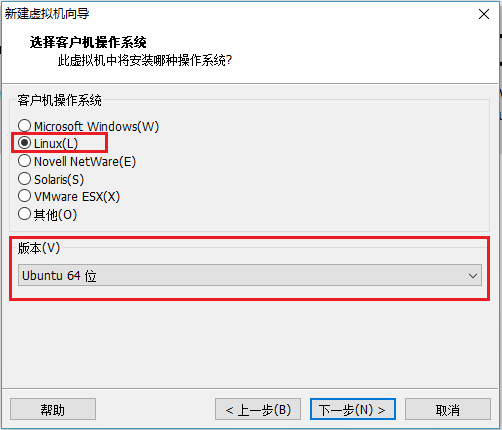 新建虚拟机向导
选择客户机操作系统
此虚拟机中将安装哪种操作系统?
客户机操作系统
Microsoft Windows(W)
Linux(L)
Novell NetWare(E)
Solaris(S)
VMware ESX(X)
其他(O)
版本(V)
Ubuntu 64 位
帮助
< 上一步(B)
下一步(N) >
取消